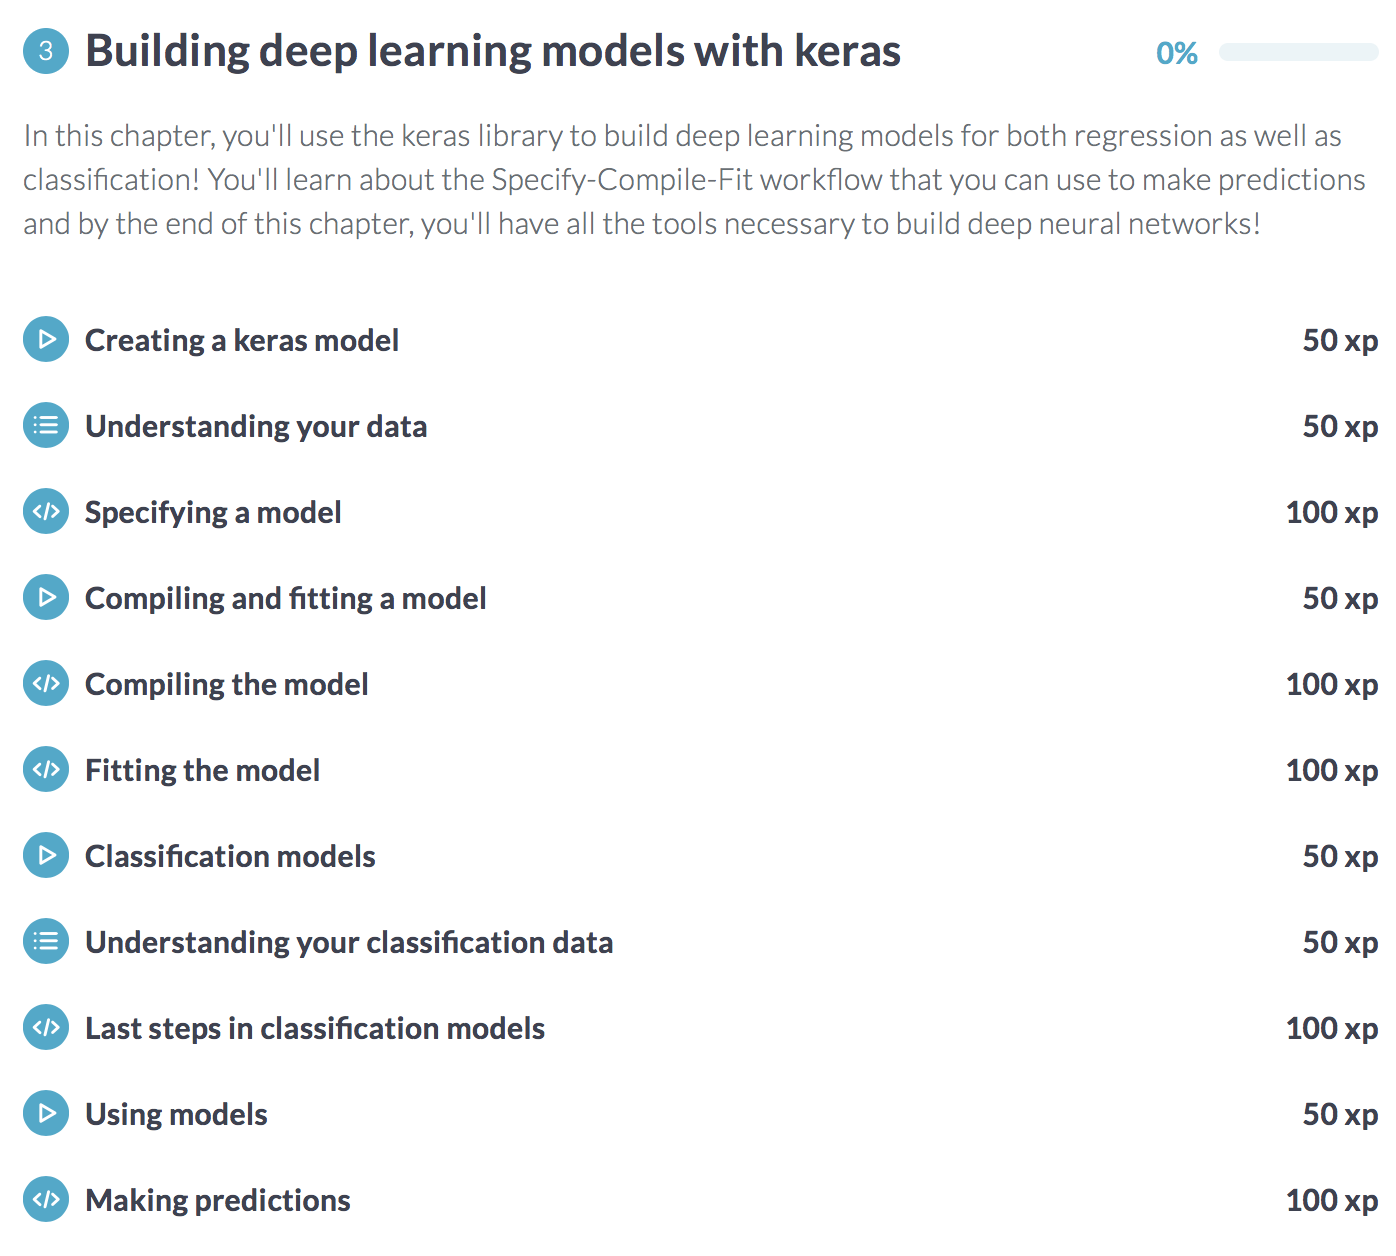 3 Building deep learning models with keras 0%
In this chapter, you'll use the keras library to build deep learning models for both regression as well as
classification! You'll learn about the Specify-Compile-Fit workflow that you can use to make predictions
and by the end of this chapter, you'll have all the tools necessary to build deep neural networks!
Creating a keras model 50 xp
Understanding your data 50 xp
</> Specifying a model 100 xp
Compiling and fitting a model 50 xp
</> Compiling the model 100 xp
</> Fitting the model 100 xp
Classification models 50 xp
Understanding your classification data 50 xp
</> Last steps in classification models 100 xp
Using models 50 xp
</> Making predictions 100 xp